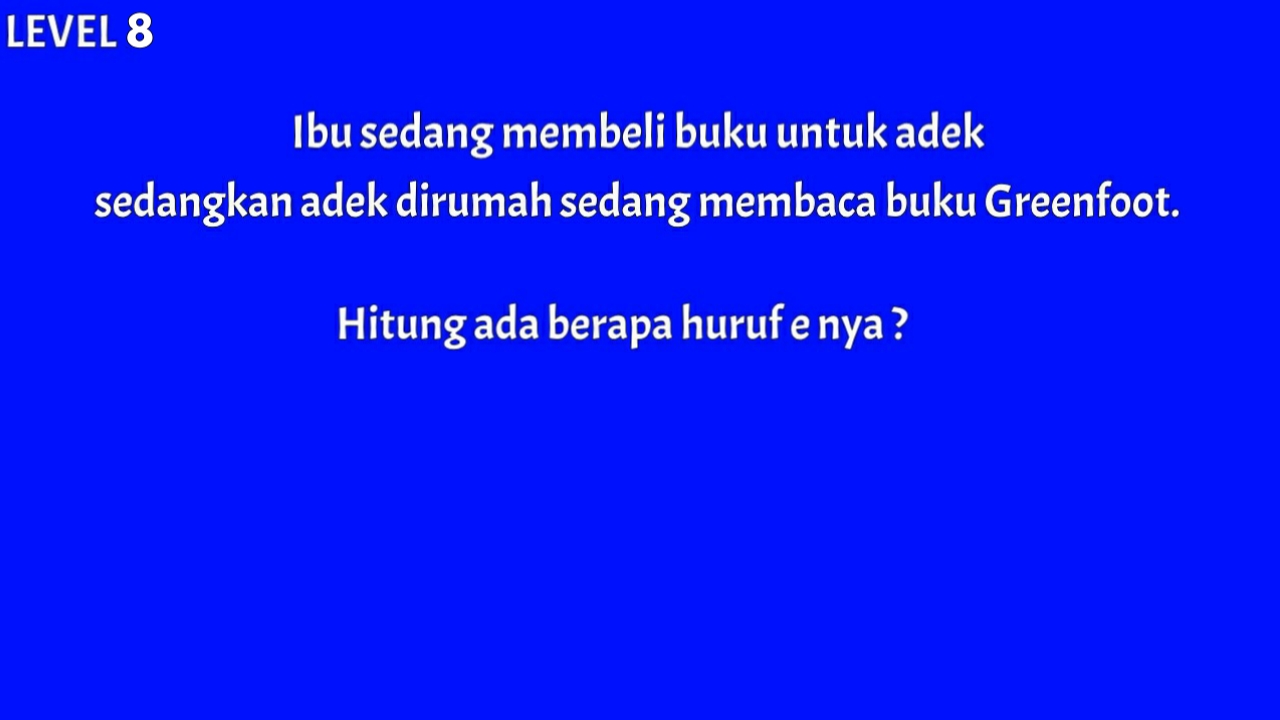 LEVEL 8
Ibu sedang membeli buku untuk adek
sedangkan adek dirumah sedang membaca buku Greenfoot.
Hitung ada berapa huruf e nya ?